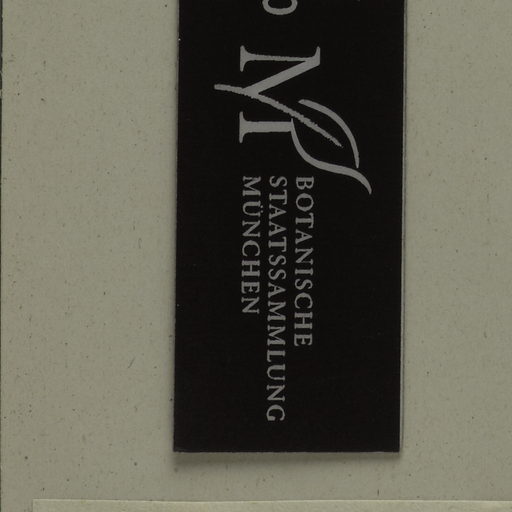 M
BOTANISCHE
STAATSSAMMLUNG
MÜNCHEN